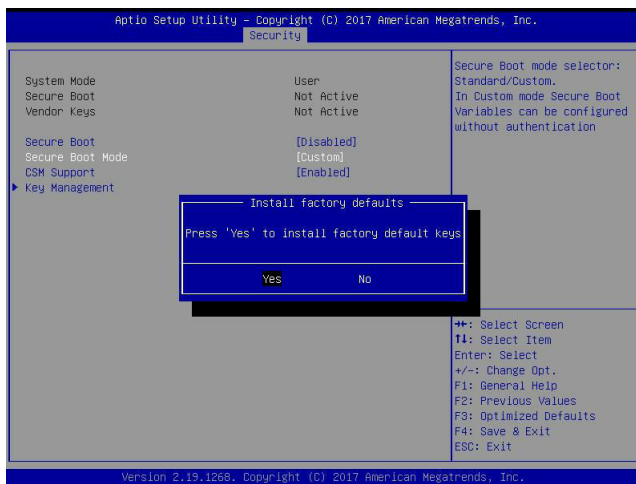 Aptio Setup Utility – Copyright (C) 2017 American Megatrends, Inc.
Security
System Mode User
Secure Boot Not Active
Vendor Keys Not Active
Secure Boot [Disabled]
Secure Boot Mode [Custom]
CSM Support [Enabled]
Key Management
Install factory defaults
Press 'Yes' to install factory default keys
Yes No
Secure Boot mode selector:
Standard/Custom.
In Custom mode Secure Boot
Variables can be configured
without authentication
→←: Select Screen
↑↓: Select Item
Enter: Select
+/-: Change Opt.
F1: General Help
F2: Previous Values
F3: Optimized Defaults
F4: Save & Exit
ESC: Exit
Version 2.19.1268. Copyright (C) 2017 American Megatrends, Inc.